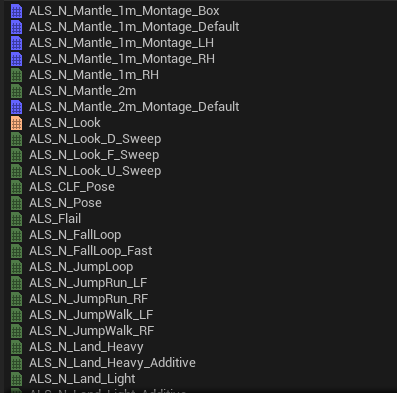 ALS_N_Mantle_1m_Montage_Box
ALS_N_Mantle_1m_Montage_Default
ALS_N_Mantle_1m_Montage_LH
ALS_N_Mantle_1m_Montage_RH
ALS_N_Mantle_1m_RH
ALS_N_Mantle_2m
ALS_N_Mantle_2m_Montage_Default
ALS_N_Look
ALS_N_Look_D_Sweep
ALS_N_Look_F_Sweep
ALS_N_Look_U_Sweep
ALS_CLF_Pose
ALS_N_Pose
ALS_Flail
ALS_N_FallLoop
ALS_N_FallLoop_Fast
ALS_N_JumpLoop
ALS_N_JumpRun_LF
ALS_N_JumpRun_RF
ALS_N_JumpWalk_LF
ALS_N_JumpWalk_RF
ALS_N_Land_Heavy
ALS_N_Land_Heavy_Additive
ALS_N_Land_Light
ALS_N_Land_Light_Additive